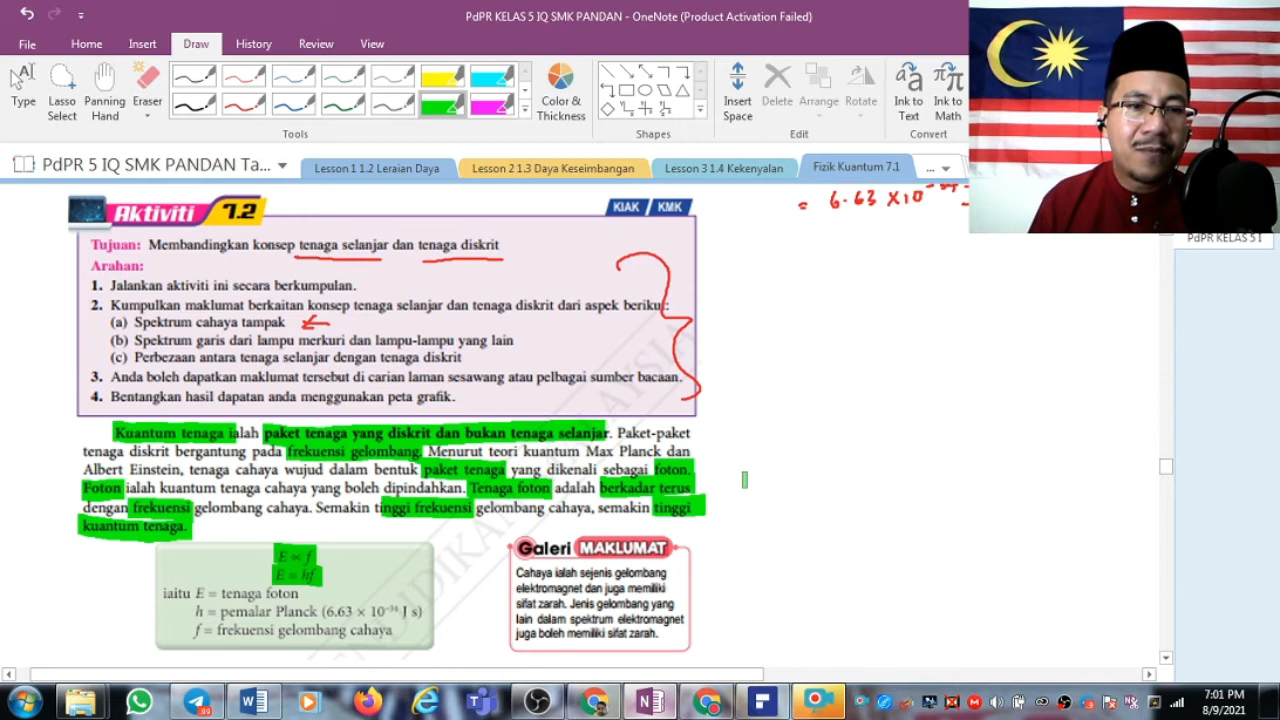 PdPR KELAS 5 IQ SMK PANDAN - OneNote (Product Activation Failed)
File Home Insert Draw History Review View
Type
Lasso Select
Panning Hand
Eraser
Color & Thickness
Insert Space
Delete
Arrange
Rotate
Ink to Text
Ink to Math
Tools
Shapes
Edit
Convert
PdPR 5 IQ SMK PANDAN Ta...
Lesson 1 1.2 Leraian Daya
Lesson 2 1.3 Daya Keseimbangan
Lesson 3 1.4 Kekenyalan
Fizik Kuantum 7.1
...
PdPR KELAS 5 I
= 6.63 × 10
Aktiviti 7.2
KIAK KMK
Tujuan: Membandingkan konsep tenaga selanjar dan tenaga diskrit
Arahan:
1. Jalankan aktiviti ini secara berkumpulan.
2. Kumpulkan maklumat berkaitan konsep tenaga selanjar dan tenaga diskrit dari aspek berikut:
(a) Spektrum cahaya tampak
(b) Spektrum garis dari lampu merkuri dan lampu-lampu yang lain
(c) Perbezaan antara tenaga selanjar dengan tenaga diskrit
3. Anda boleh dapatkan maklumat tersebut di carian laman sesawang atau pelbagai sumber bacaan.
4. Bentangkan hasil dapatan anda menggunakan peta grafik.
Kuantum tenaga ialah paket tenaga yang diskrit dan bukan tenaga selanjar. Paket-paket
tenaga diskrit bergantung pada frekuensi gelombang. Menurut teori kuantum Max Planck dan
Albert Einstein, tenaga cahaya wujud dalam bentuk paket tenaga yang dikenali sebagai foton.
Foton ialah kuantum tenaga cahaya yang boleh dipindahkan. Tenaga foton adalah berkadar terus
dengan frekuensi gelombang cahaya. Semakin tinggi frekuensi gelombang cahaya, semakin tinggi
kuantum tenaga.
E ∝ f
E = hf
iaitu E = tenaga foton
h = pemalar Planck (6.63 × 10⁻³⁴ J s)
f = frekuensi gelombang cahaya
Galeri MAKLUMAT
Cahaya ialah sejenis gelombang
elektromagnet dan juga memiliki
sifat zarah. Jenis gelombang yang
lain dalam spektrum elektromagnet
juga boleh memiliki sifat zarah.
7:01 PM
8/9/2021